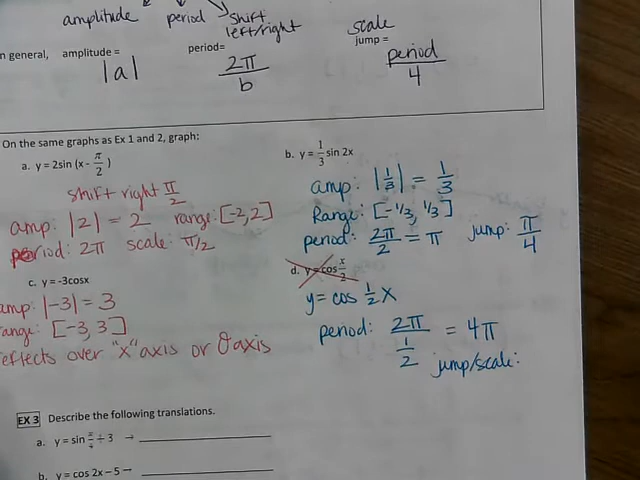 amplitude period shift
left/right
n general, amplitude = |a|
period= 2π/b
scale
jump = period/4
On the same graphs as Ex 1 and 2, graph:
a. y = 2sin (x - π/2)
shift right π/2
amp: |2| = 2 range: [-2,2]
period: 2π scale: π/2
b. y = 1/3 sin 2x
amp: |1/3| = 1/3
Range: [-1/3, 1/3]
period: 2π/2 = π jump: π/4
c. y = -3cosx
amp: |-3| = 3
range: [-3, 3]
eflects over "x" axis or θ axis
d. y = cos x/2
y = cos 1/2 x
period: 2π/1/2 = 4π
jump/scale:
EX 3 Describe the following translations.
a. y = sin + 3 →
b. y = cos 2x – 5 →